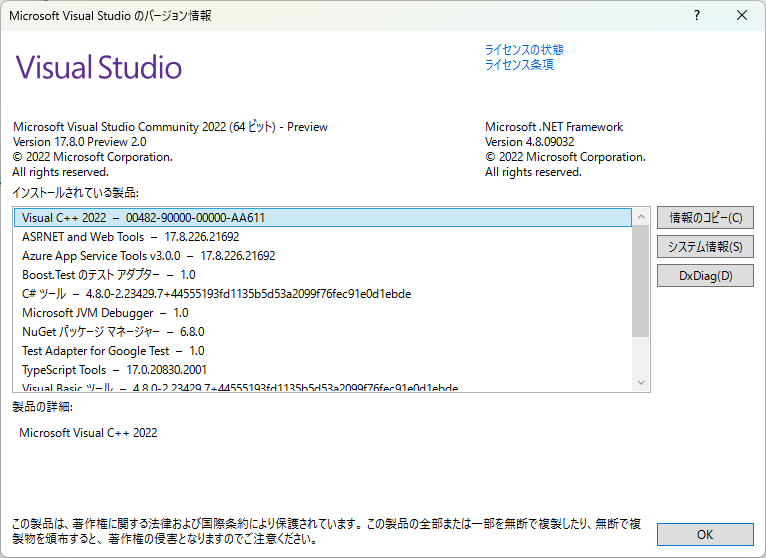 Microsoft Visual Studio のバージョン情報
?
Visual Studio
ライセンスの状態
ライセンス条項
Microsoft Visual Studio Community 2022 (64 ビット) - Preview
Version 17.8.0 Preview 2.0
© 2022 Microsoft Corporation.
All rights reserved.
Microsoft .NET Framework
Version 4.8.09032
© 2022 Microsoft Corporation.
All rights reserved.
インストールされている製品:
Visual C++ 2022 – 00482-90000-00000-AA611
ASP.NET and Web Tools – 17.8.226.21692
Azure App Service Tools v3.0.0 – 17.8.226.21692
Boost.Test のテスト アダプター – 1.0
C# ツール – 4.8.0-2.23429.7+44555193fd1135b5d53a2099f76fec91e0d1ebde
Microsoft JVM Debugger – 1.0
NuGet パッケージ マネージャー – 6.8.0
Test Adapter for Google Test – 1.0
TypeScript Tools – 17.0.20830.2001
Visual Basic ツール – 4.8.0-2.23429.7+44555193fd1135b5d53a2099f76fec91e0d1ebde
情報のコピー(C)
システム情報(S)
DxDiag(D)
製品の詳細:
Microsoft Visual C++ 2022
この製品は、著作権に関する法律および国際条約により保護されています。この製品の全部または一部を無断で複製したり、無断で複
製物を頒布すると、著作権の侵害となりますのでご注意ください。
OK